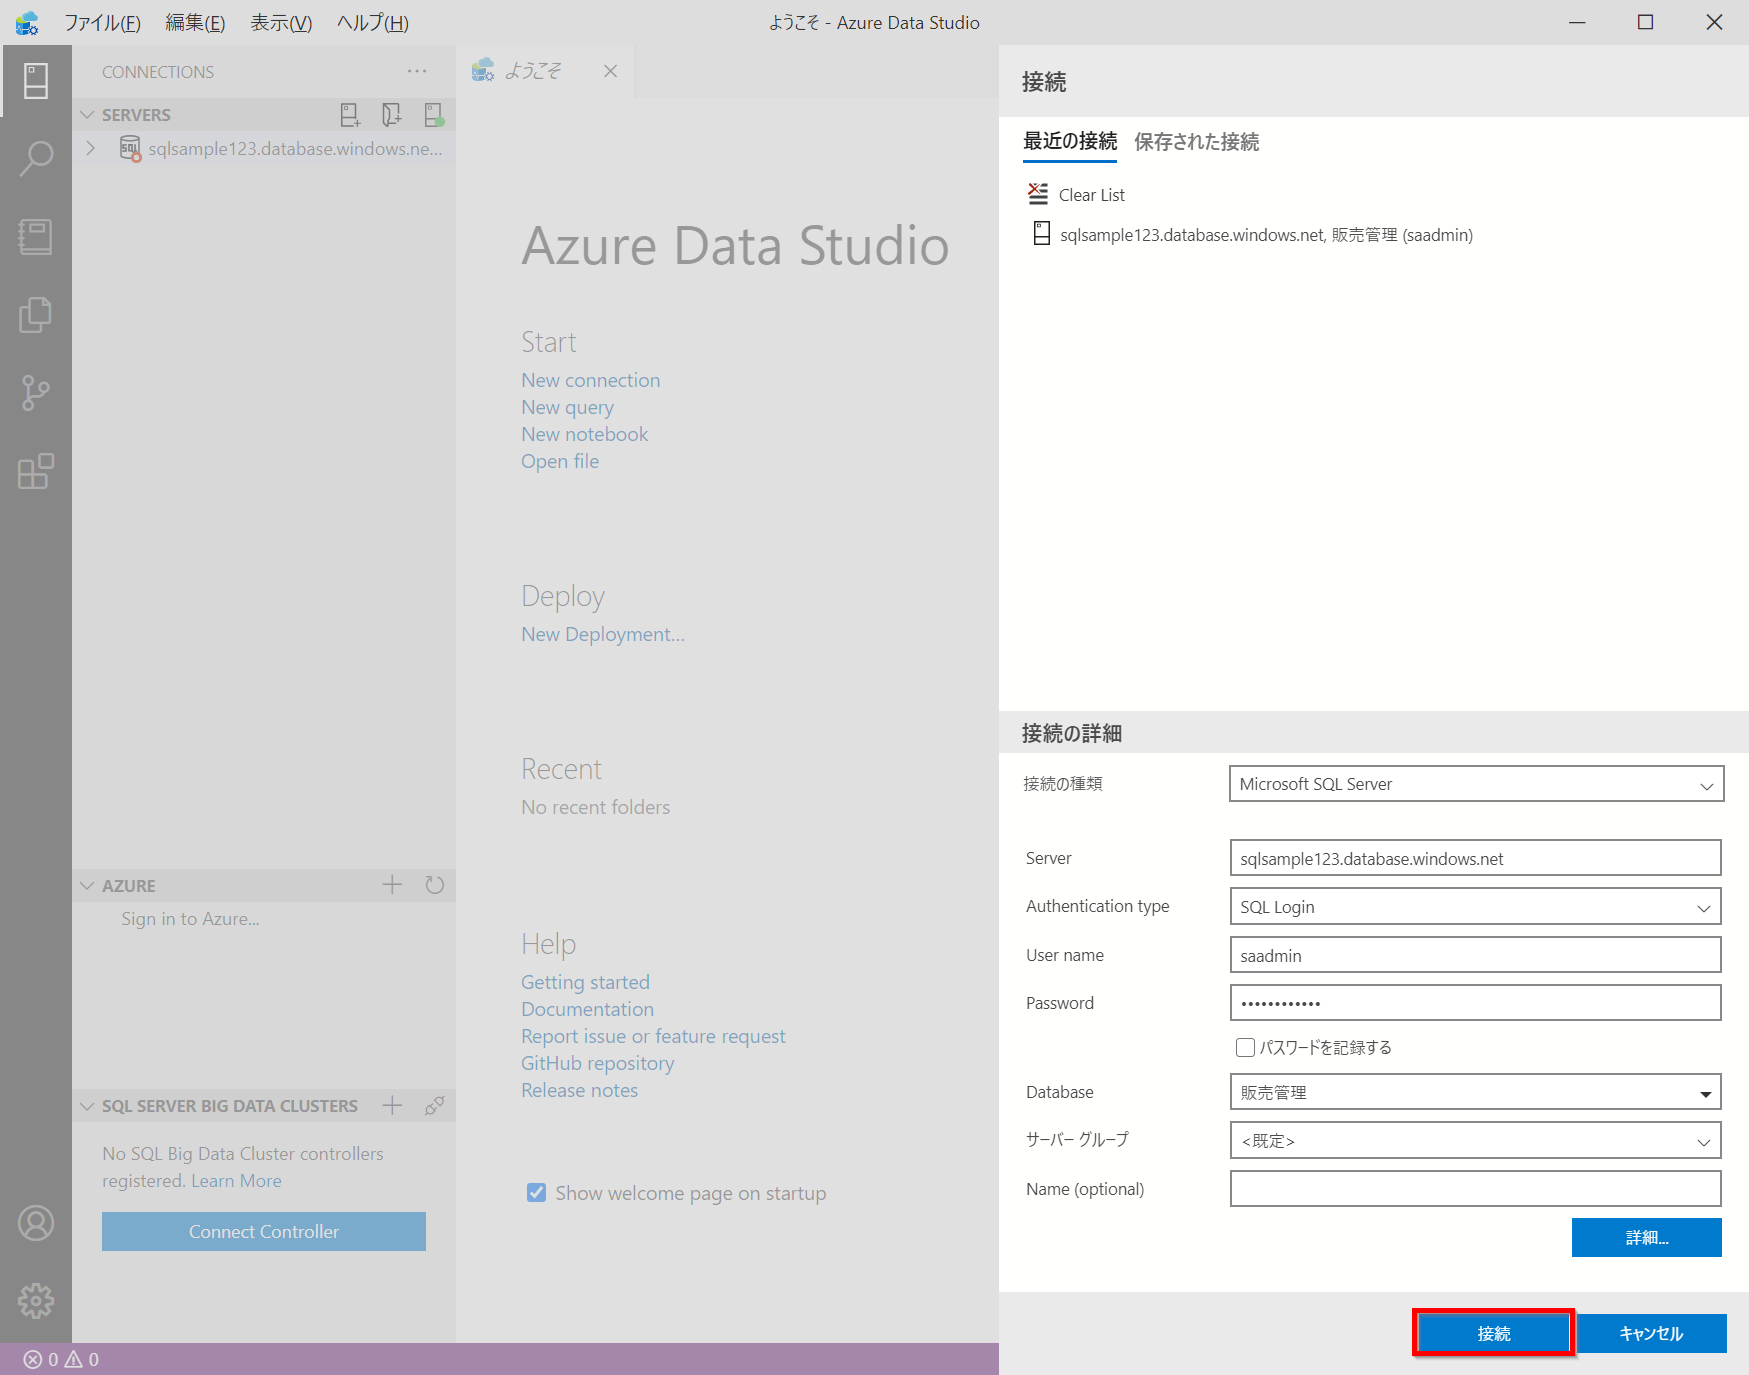 ファイル(F) 編集(E) 表示(V) ヘルプ(H)
ようこそ - Azure Data Studio
CONNECTIONS
SERVERS
sqlsample123.database.windows.ne...
AZURE
Sign in to Azure...
SQL SERVER BIG DATA CLUSTERS
No SQL Big Data Cluster controllers
registered. Learn More
Connect Controller
ようこそ
Azure Data Studio
Start
New connection
New query
New notebook
Open file
Deploy
New Deployment...
Recent
No recent folders
Help
Getting started
Documentation
Report issue or feature request
GitHub repository
Release notes
Show welcome page on startup
接続
最近の接続 保存された接続
Clear List
sqlsample123.database.windows.net, 販売管理 (saadmin)
接続の詳細
接続の種類 Microsoft SQL Server
Server sqlsample123.database.windows.net
Authentication type SQL Login
User name saadmin
Password ••••••••••••
パスワードを記録する
Database 販売管理
サーバー グループ <既定>
Name (optional)
詳細...
接続 キャンセル
0 0